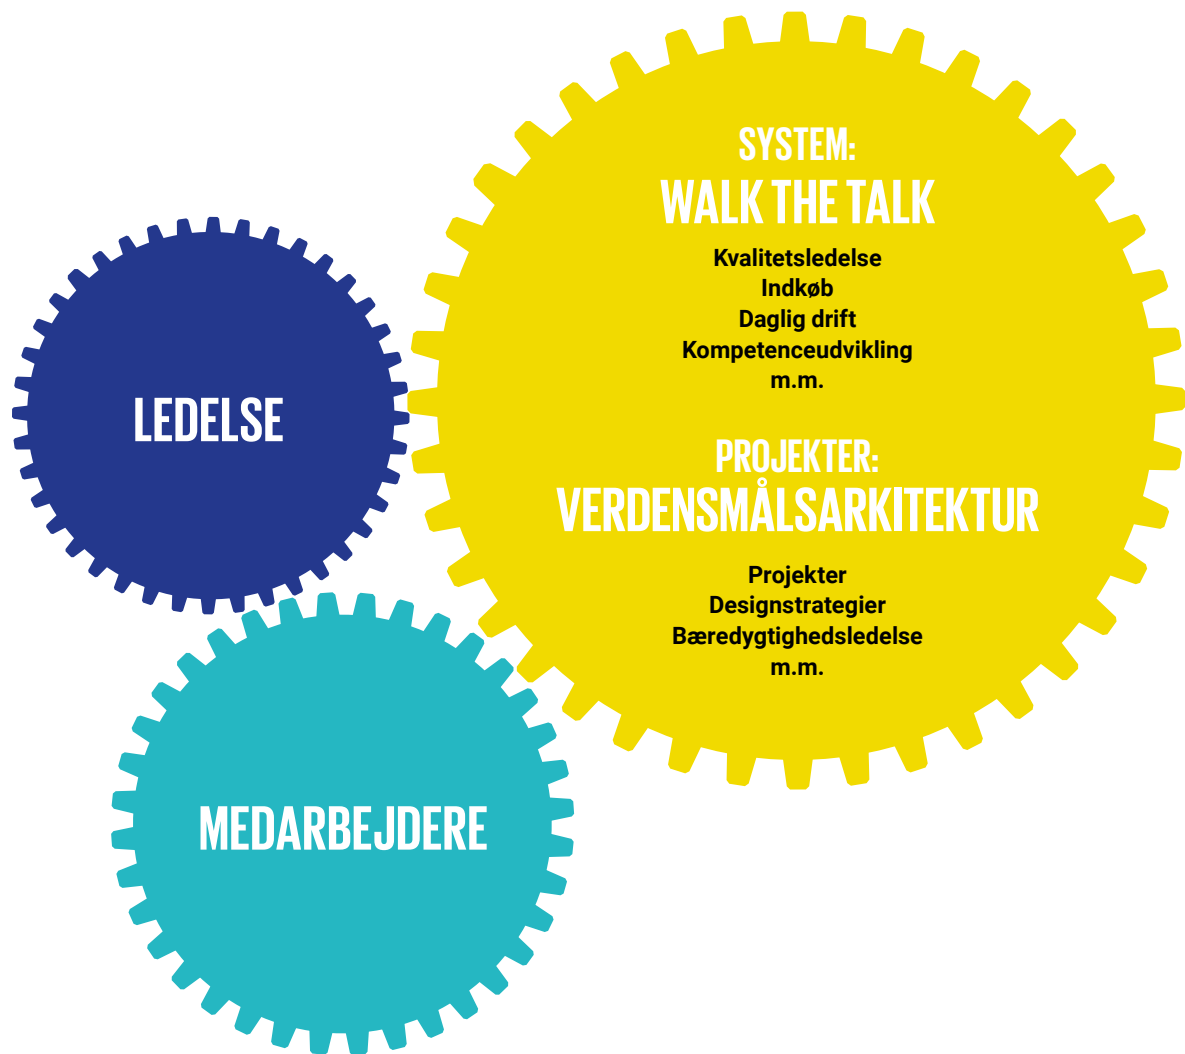 SYSTEM:
WALK THE TALK
Kvalitetsledelse
Indkøb
Daglig drift
Kompetenceudvikling
m.m.
LEDELSE
PROJEKTER:
VERDENSMÅLSARKITEKTUR
Projekter
Designstrategier
Bæredygtighedsledelse
m.m.
MEDARBEJDERE